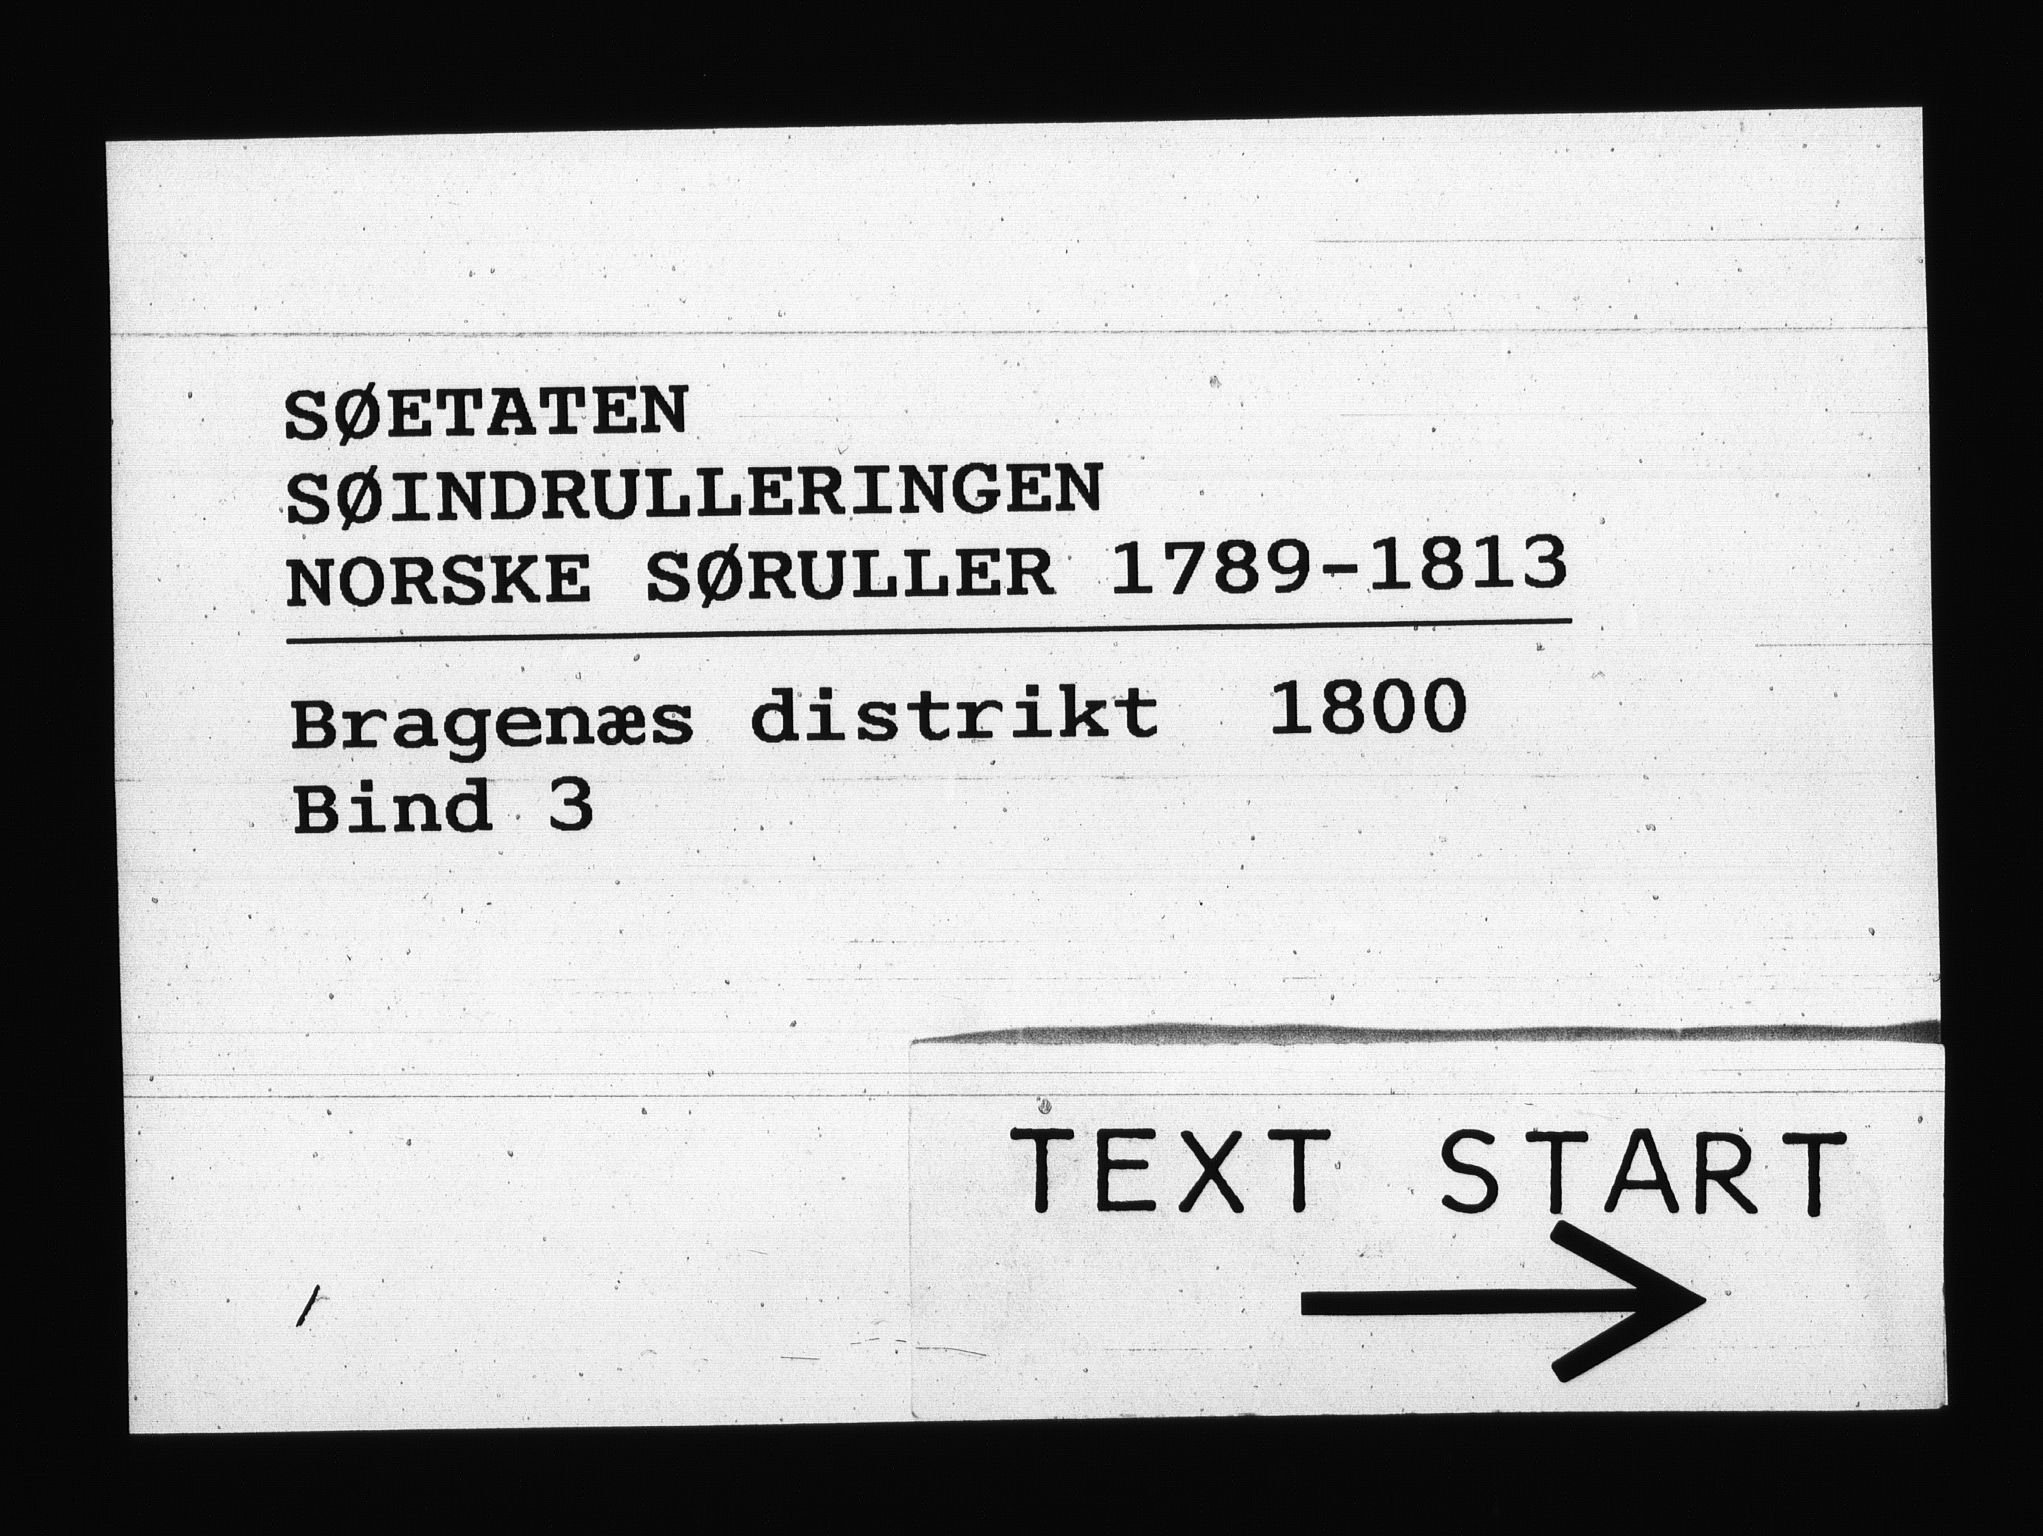 SØETATEN
SØINDRULLERINGEN
NORSKE SØRULLER 1789-1813
Bragenæs distrikt 1800
Bind 3
TEXT START